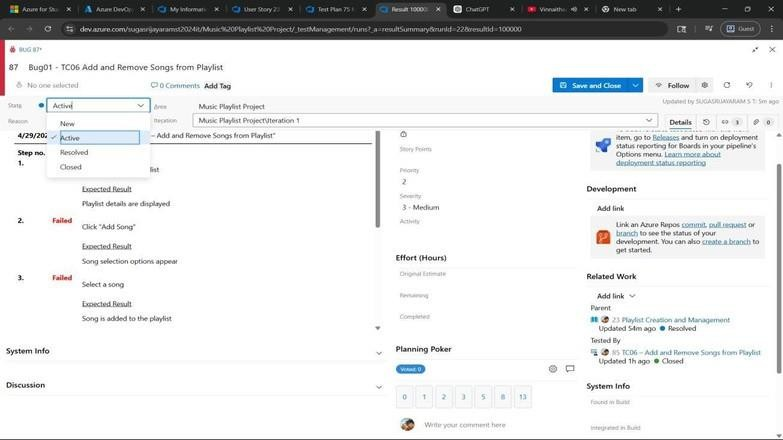 Azure for Stud
Azure DevOp
My Informatio
User Story 23
Test Plan 75 M
Result 100000
ChatGPT
Vinnaitha
New tab
dev.azure.com/sugasrijayaramst2024it/Music%20Playlist%20Project/_testManagement/runs?_a=resultSummary&runId=22&resultId=100000
Guest
BUG 87*
87 Bug01 - TC06 Add and Remove Songs from Playlist
No one selected
0 Comments
Add Tag
Save and Close
Follow
State
Active
Area
Music Playlist Project
Updated by SUGASRIJAYARAM S T: 5m ago
Reason
Iteration
Music Playlist Project\Iteration 1
Details
3
0
New
Active
Resolved
Closed
4/29/20
– Add and Remove Songs from Playlist"
Step no.
1.
list
Expected Result
Playlist details are displayed
2. Failed
Click "Add Song"
Expected Result
Song selection options appear
3. Failed
Select a song
Expected Result
Song is added to the playlist
System Info
Discussion
Story Points
Priority
2
Severity
3 - Medium
Activity
Effort (Hours)
Original Estimate
Remaining
Completed
Planning Poker
Voted: 0
0 1 2 3 5 8 13
Write your comment here
item, go to Releases and turn on
deployment status reporting for
Boards in your pipeline's
Options menu. Learn more about
deployment status reporting
Development
Add link
Link an Azure Repos commit, pull request or
branch to see the status of your
development. You can also create a branch to
get started.
Related Work
Add link
Parent
23 Playlist Creation and Management
Updated 54m ago Resolved
Tested By
85 TC06 – Add and Remove Songs from Playlist
Updated 1h ago Closed
System Info
Found in Build
Integrated in Build